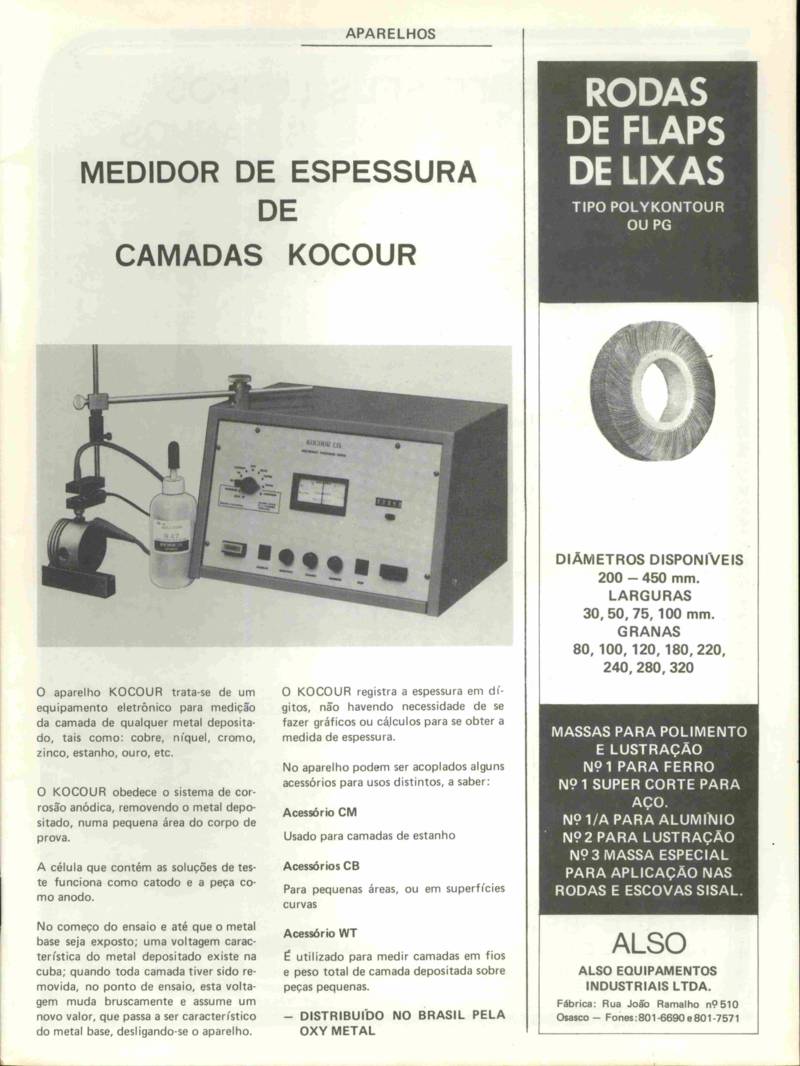 APARELHOS
MEDIDOR DE ESPESSURA
DE
CAMADAS KOCOUR
KOCOUR CO.
O aparelho KOCOUR trata-se de um
equipamento eletrônico para medição
da camada de qualquer metal deposita-
do, tais como: cobre, níquel, cromo,
zinco, estanho, ouro, etc.
O KOCOUR obedece o sistema de cor-
rosão anódica, removendo o metal depo-
sitado, numa pequena área do corpo de
prova.
A célula que contém as soluções de tes-
te funciona como catodo e a peça co-
mo anodo.
No começo do ensaio e até que o metal
base seja exposto; uma voltagem carac-
terística do metal depositado existe na
cuba; quando toda camada tiver sido re-
movida, no ponto de ensaio, esta volta-
gem muda bruscamente e assume um
novo valor, que passa a ser característico
do metal base, desligando-se o aparelho.
O KOCOUR registra a espessura em dí-
gitos, não havendo necessidade de se
fazer gráficos ou cálculos para se obter a
medida de espessura.
No aparelho podem ser acoplados alguns
acessórios para usos distintos, a saber:
Acessório CM
Usado para camadas de estanho
Acessórios CB
Para pequenas áreas, ou em superfícies
curvas
Acessório WT
É utilizado para medir camadas em fios
e peso total de camada depositada sobre
peças pequenas.
— DISTRIBUÍDO NO BRASIL PELA
OXY METAL
RODAS
DE FLAPS
DE LIXAS
TIPO POLYKONTOUR
OU PG
DIÂMETROS DISPONÍVEIS
200 — 450 mm.
LARGURAS
30, 50, 75, 100 mm.
GRANAS
80, 100, 120, 180, 220,
240, 280, 320
MASSAS PARA POLIMENTO
E LUSTRAÇÃO
Nº 1 PARA FERRO
Nº 1 SUPER CORTE PARA
AÇO.
Nº 1/A PARA ALUMÍNIO
Nº 2 PARA LUSTRAÇÃO
Nº 3 MASSA ESPECIAL
PARA APLICAÇÃO NAS
RODAS E ESCOVAS SISAL.
ALSO
ALSO EQUIPAMENTOS
INDUSTRIAIS LTDA.
Fábrica: Rua João Ramalho nº 510
Osasco — Fones: 801-6690 e 801-7571